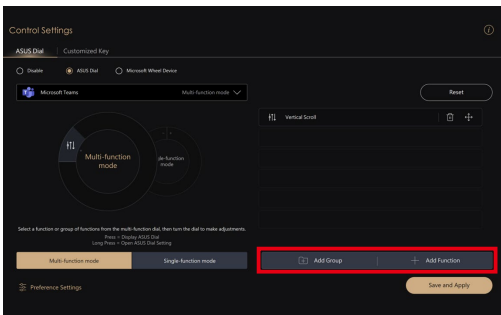 Control Settings
ASUS Dial
Customized Key
Disable
ASUS Dial
Microsoft Wheel Device
Microsoft Teams
Multi-function mode
Reset
Vertical Scroll
Multi-function
mode
mode
Select a function or group of functions from the multi-function dial, then turn the dial to make adjustments.
Press = Display ASUS Dial
Long Press = Open ASUS Dial Setting
Multi-function mode
Single-function mode
Add Group
Add Function
Preference Settings
Save and Apply